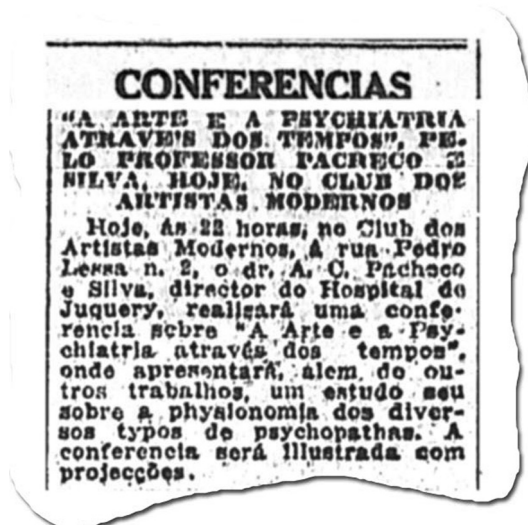 CONFERENCIAS
"A ARTE E A PSYCHIATRIA
ATRAVE'S DOS TEMPOS", PE-
LO PROFESSOR PACHECO E
SILVA, HOJE, NO CLUB DOS
ARTISTAS MODERNOS
Hoje, ás 22 horas, no Club dos
Artistas Modernos, á rua Pedro
Lessa n. 2, o dr. A. C. Pacheco
e Silva, director do Hospital de
Juquery, realisará uma confe-
rencia sobre "A Arte e a Psy-
chiatria através dos tempos",
onde apresentará, alem de ou-
tros trabalhos, um estudo seu
sobre a physionomia dos diver-
sos typos de psychopathas. A
conferencia será illustrada com
projecções.